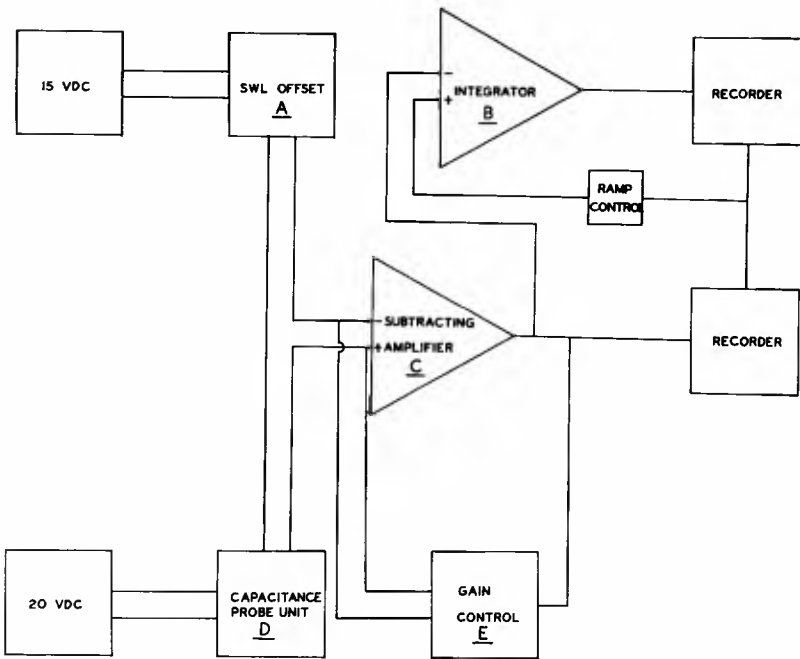 15 VDC
SWL OFFSET
A
− 
INTEGRATOR
+
B
RECORDER
RAMP
CONTROL
− SUBTRACTING
+ AMPLIFIER
C
RECORDER
20 VDC
CAPACITANCE
PROBE UNIT
D
GAIN
CONTROL
E